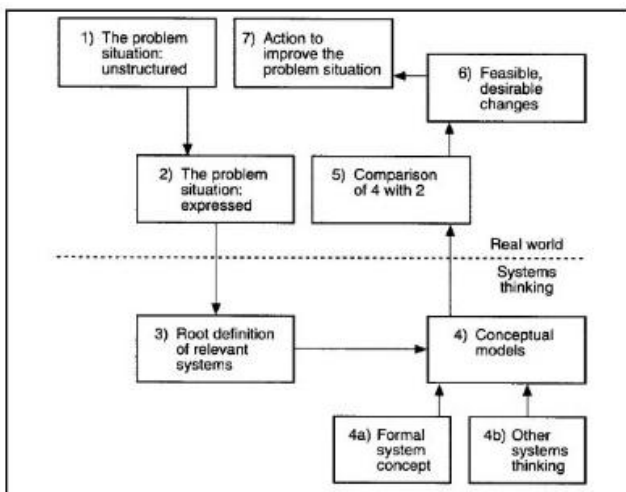 1) The problem
situation:
unstructured
7) Action to
improve the
problem situation
6) Feasible,
desirable
changes
2) The problem
situation:
expressed
5) Comparison
of 4 with 2
Real world
Systems
thinking
3) Root definition
of relevant
systems
4) Conceptual
models
4a) Formal
system
concept
4b) Other
systems
thinking